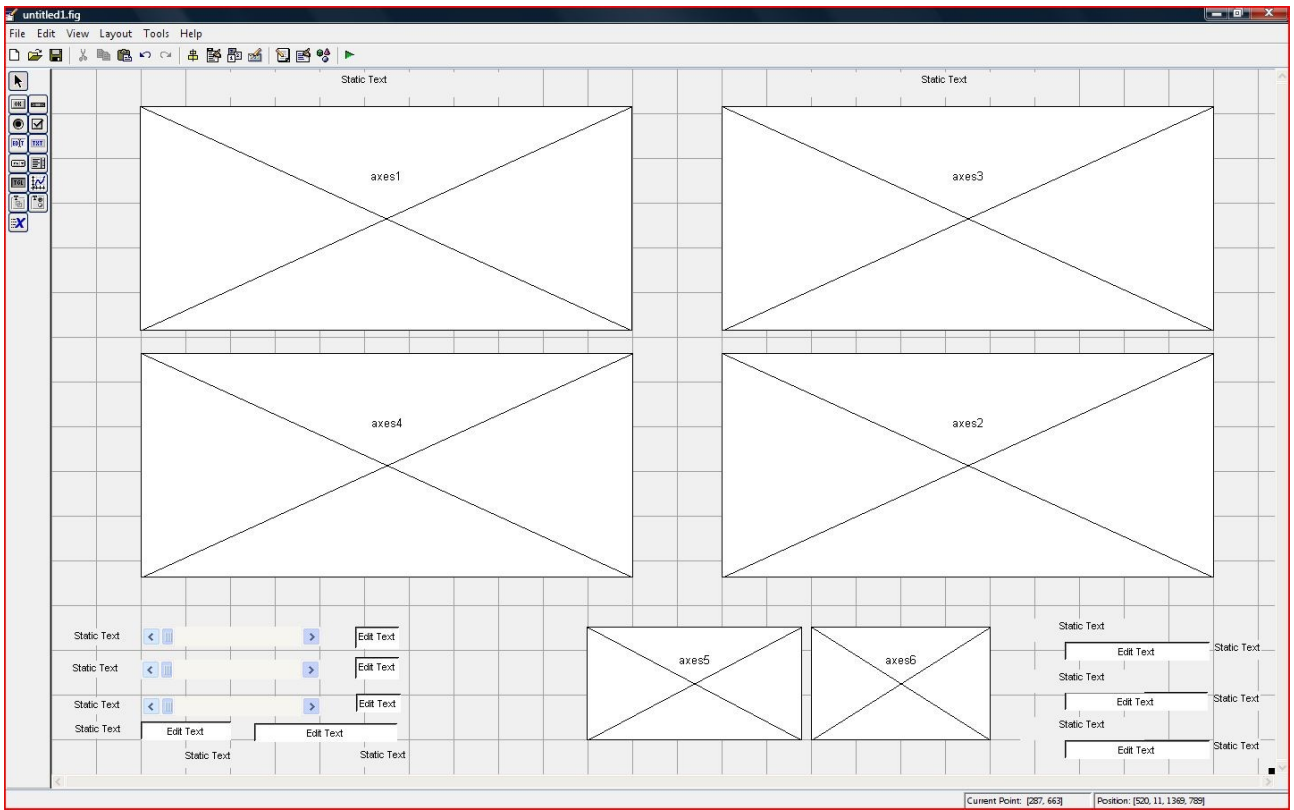 untitled1.fig
File Edit View Layout Tools Help
Static Text Static Text
axes1 axes3
axes4 axes2
Static Text
Static Text Edit Text
Edit Text Static Text
axes5 axes6
Static Text Edit Text
Static Text
Static Text Edit Text
Edit Text Static Text
Static Text Edit Text Edit Text
Static Text
Static Text Static Text
Edit Text Static Text
Current Point: [287, 663] Position: [520, 11, 1369, 789]